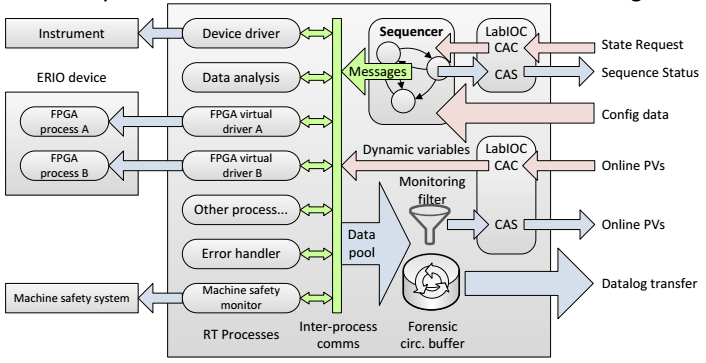 Instrument
ERIO device
FPGA
process A
FPGA
process B
Machine safety system
Device driver
Data analysis
FPGA virtual
driver A
FPGA virtual
driver B
Other process...
Error handler
Machine safety
monitor
RT Processes
Inter-process
comms
Sequencer
Messages
LabIOC
CAC
CAS
Dynamic variables
LabIOC
CAC
CAS
Monitoring
filter
Data
pool
Forensic
circ. buffer
State Request
Sequence Status
Config data
Online PVs
Online PVs
Datalog transfer